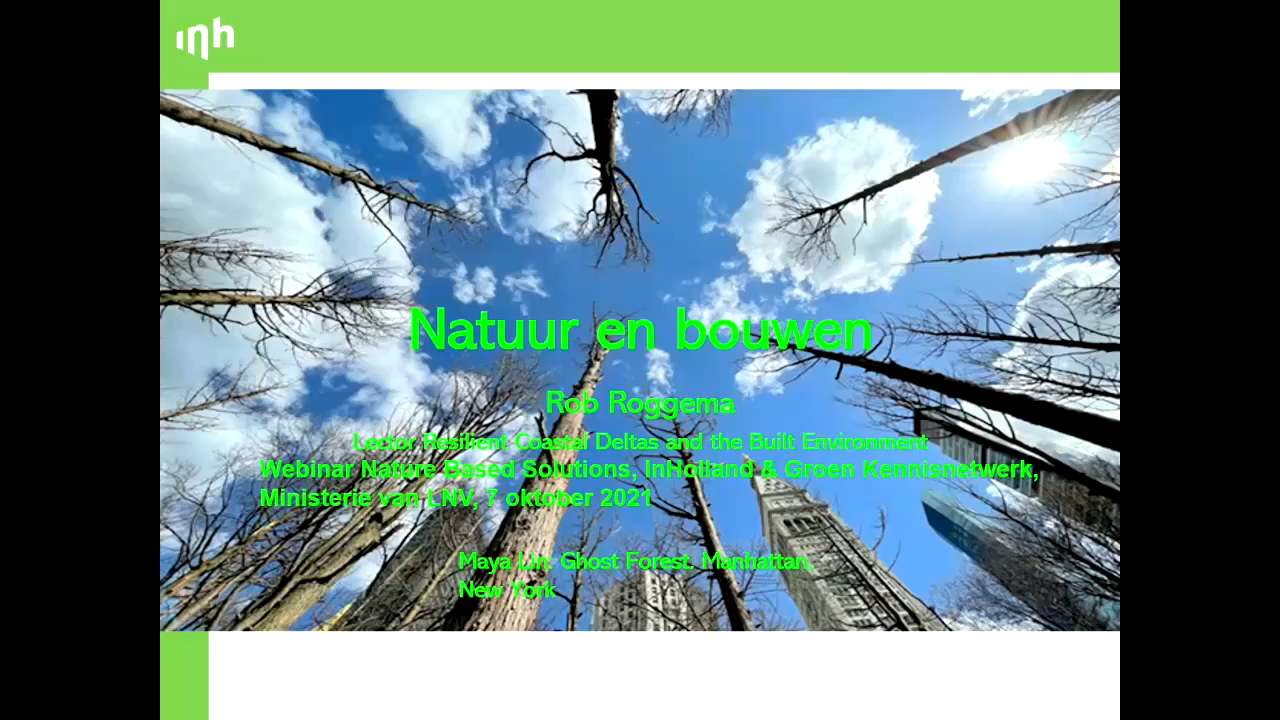 inh
Natuur en bouwen
Rob Roggema
Lector Resilient Coastal Deltas and the Built Environment
Webinar Nature Based Solutions, InHolland & Groen Kennisnetwerk,
Ministerie van LNV, 7 oktober 2021
Maya Lin: Ghost Forest. Manhattan,
New York